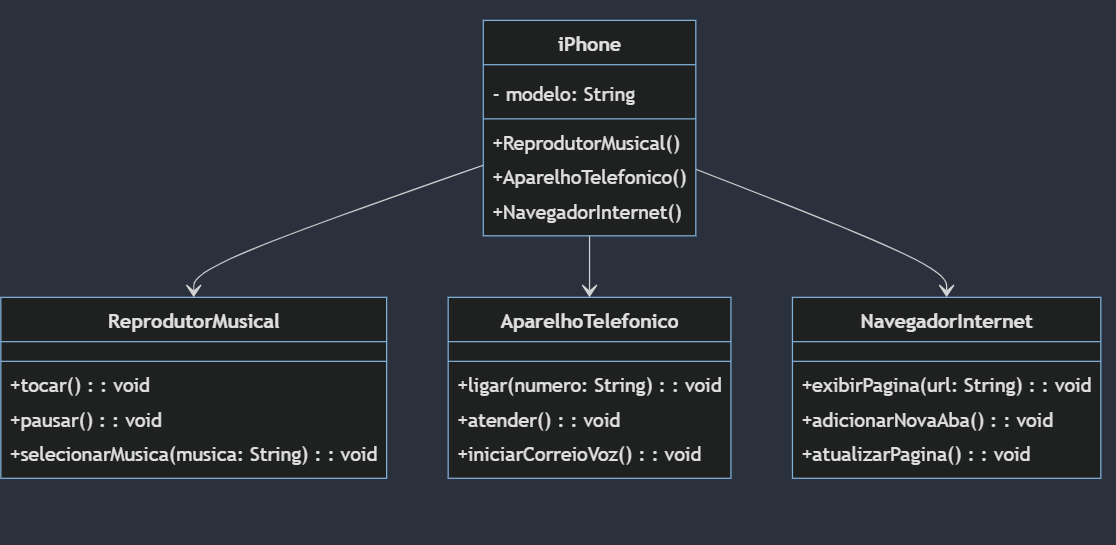 iPhone
- modelo: String
+ReprodutorMusical()
+AparelhoTelefonico()
+NavegadorInternet()
ReprodutorMusical
+tocar() : : void
+pausar() : : void
+selecionarMusica(musica: String) : : void
AparelhoTelefonico
+ligar(numero: String) : : void
+atender() : : void
+iniciarCorreioVoz() : : void
NavegadorInternet
+exibirPagina(url: String) : : void
+adicionarNovaAba() : : void
+atualizarPagina() : : void